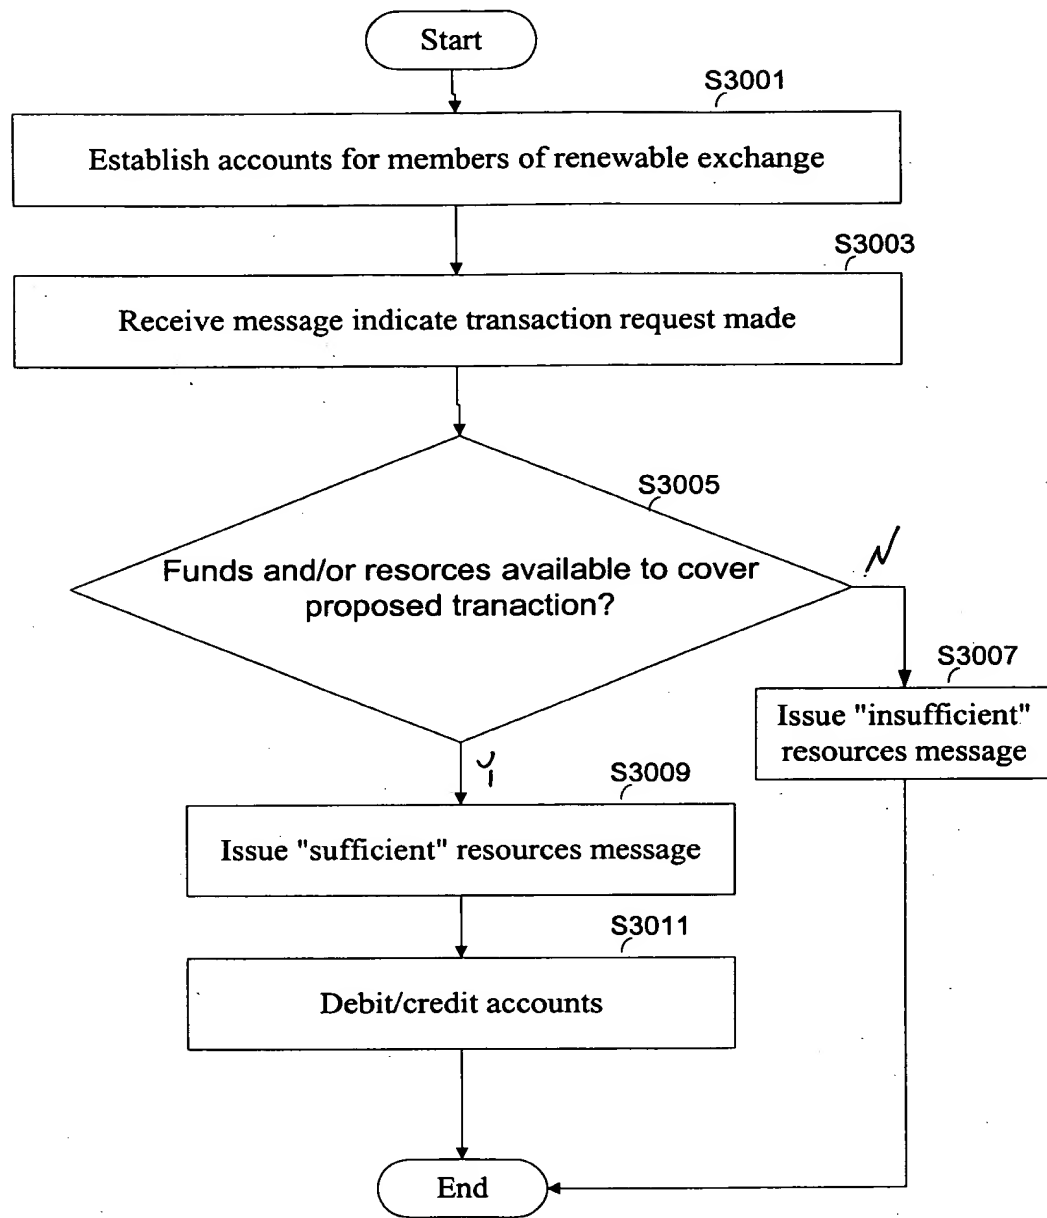 Start
S3001
Establish accounts for members of renewable exchange
S3003
Receive message indicate transaction request made
S3005
Funds and/or resorces available to cover
proposed tranaction?
N
S3007
Issue "insufficient"
resources message
Y
S3009
Issue "sufficient" resources message
S3011
Debit/credit accounts
End